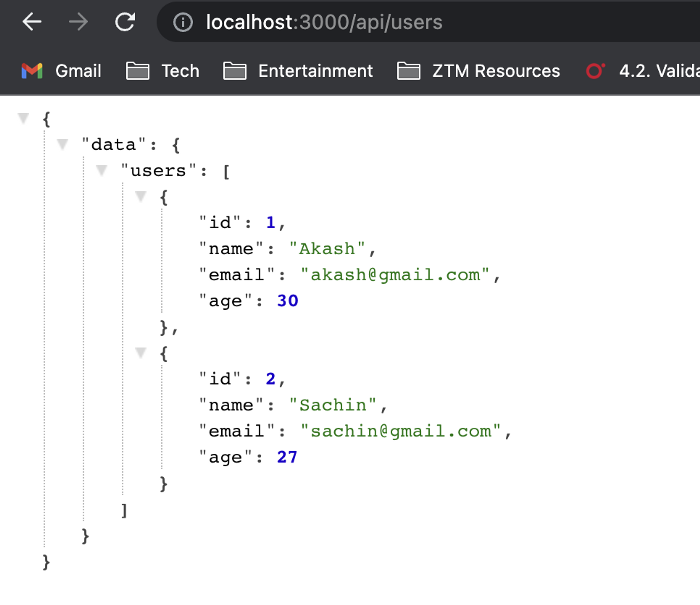 localhost:3000/api/users
Gmail Tech Entertainment ZTM Resources 4.2. Valida
{
"data": {
"users": [
{
"id": 1,
"name": "Akash",
"email": "akash@gmail.com",
"age": 30
},
{
"id": 2,
"name": "Sachin",
"email": "sachin@gmail.com",
"age": 27
}
]
}
}